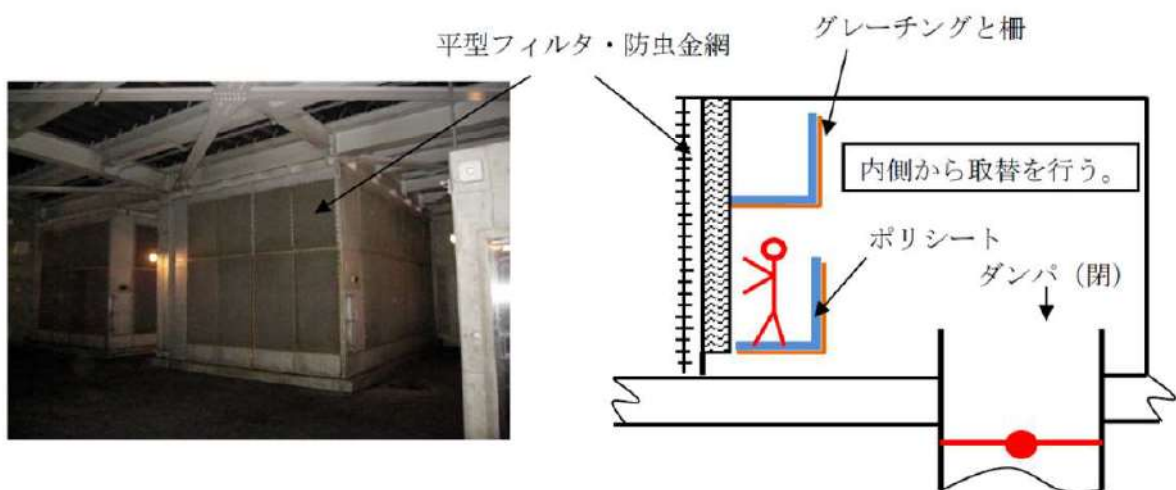 平型フィルタ・防虫金網
グレーチングと柵
内側から取替を行う。
ポリシート
ダンパ（閉）